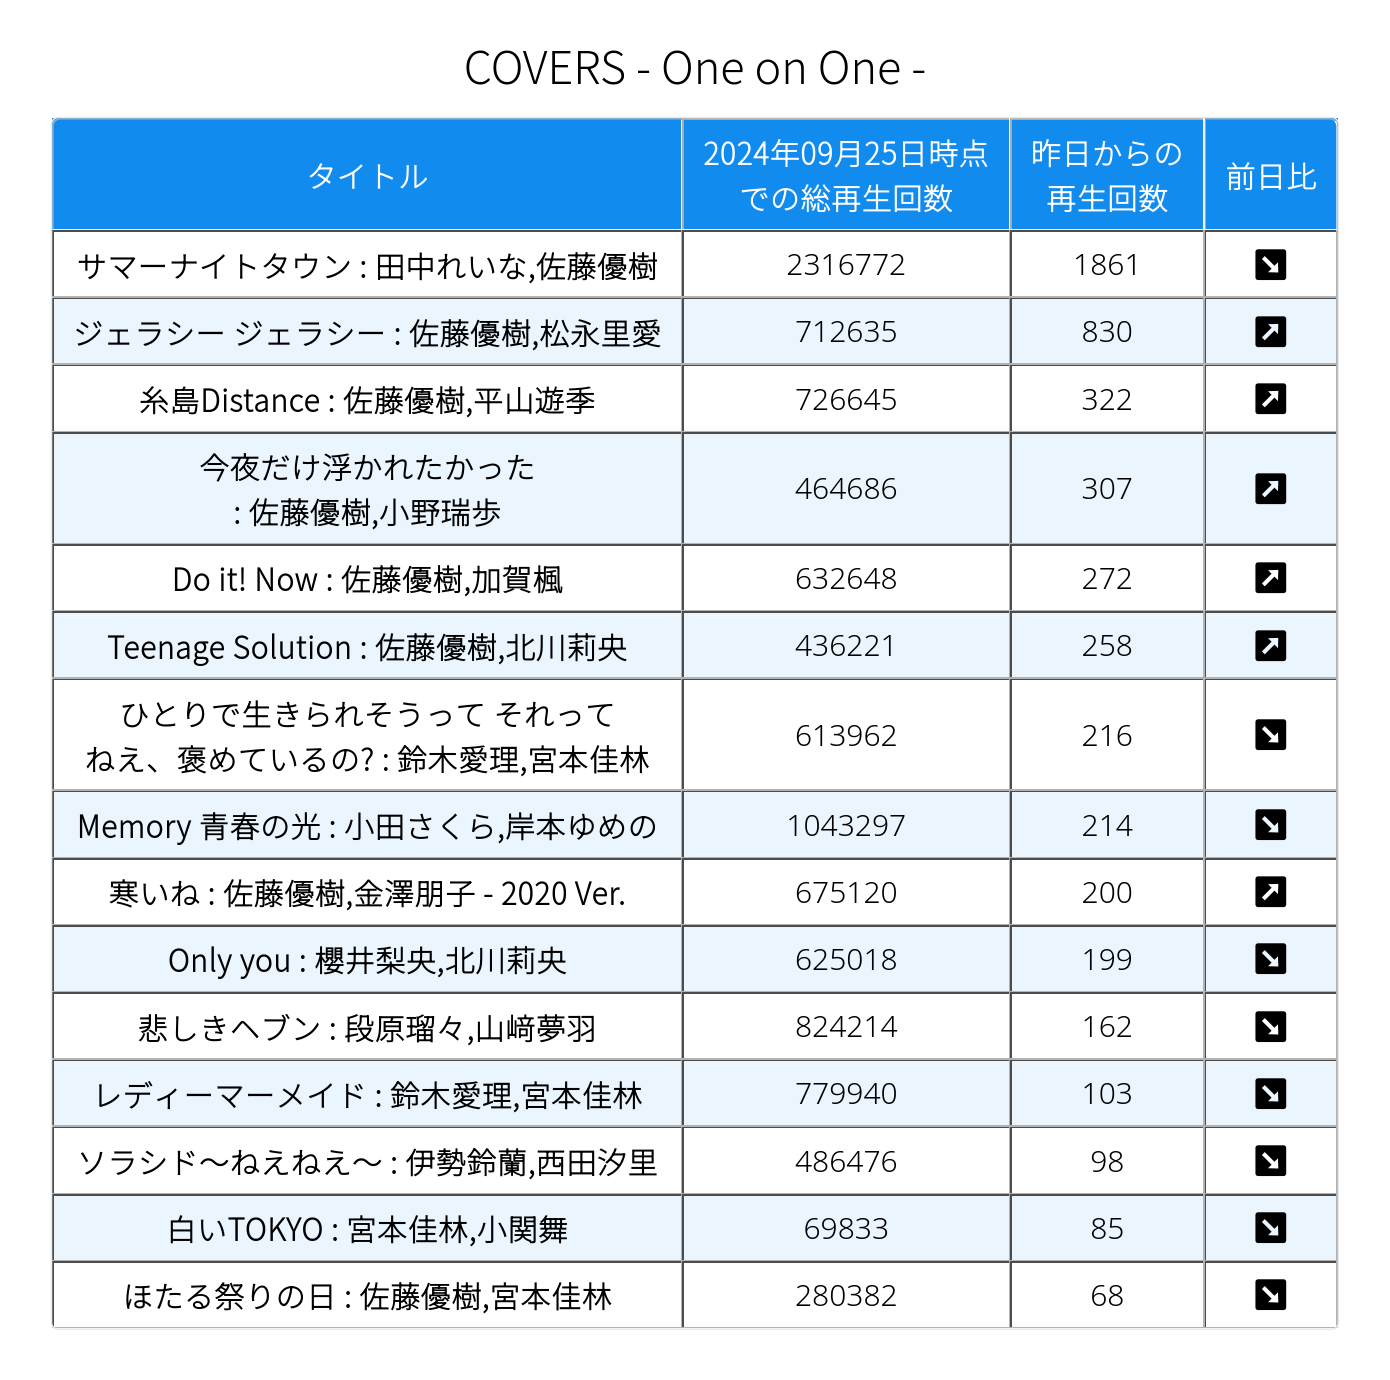 COVERS - One on One -
タイトル
2024年09月25日時点
での総再生回数
昨日からの
再生回数
前日比
サマーナイトタウン : 田中れいな,佐藤優樹 2316772 1861
ジェラシー ジェラシー : 佐藤優樹,松永里愛 712635 830
糸島Distance : 佐藤優樹,平山遊季 726645 322
今夜だけ浮かれたかった
: 佐藤優樹,小野瑞歩 464686 307
Do it! Now : 佐藤優樹,加賀楓 632648 272
Teenage Solution : 佐藤優樹,北川莉央 436221 258
ひとりで生きられそうって それって
ねえ、褒めているの? : 鈴木愛理,宮本佳林 613962 216
Memory 青春の光 : 小田さくら,岸本ゆめの 1043297 214
寒いね : 佐藤優樹,金澤朋子 - 2020 Ver. 675120 200
Only you : 櫻井梨央,北川莉央 625018 199
悲しきヘブン : 段原瑠々,山﨑夢羽 824214 162
レディーマーメイド : 鈴木愛理,宮本佳林 779940 103
ソラシド〜ねえねえ〜 : 伊勢鈴蘭,西田汐里 486476 98
白いTOKYO : 宮本佳林,小関舞 69833 85
ほたる祭りの日 : 佐藤優樹,宮本佳林 280382 68